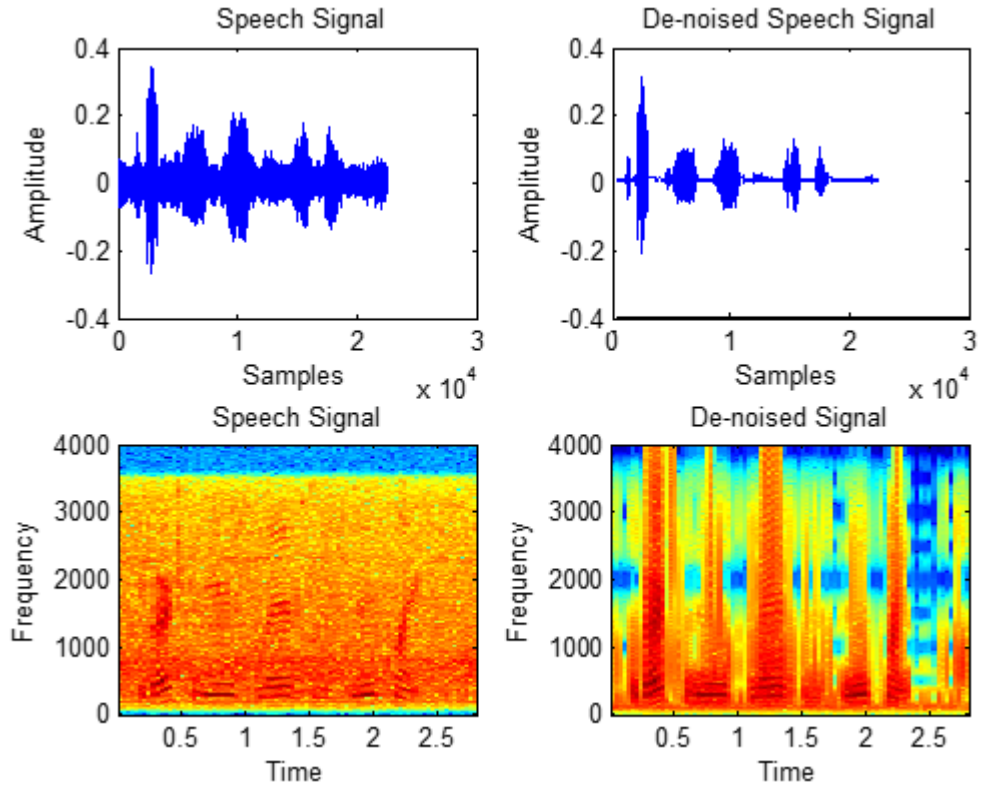 Speech Signal
0.4
0.2
0
-0.2
-0.4
Amplitude
0 1 2 3
Samples
x 10^4
De-noised Speech Signal
0.4
0.2
0
-0.2
-0.4
Amplitude
0 1 2 3
Samples
x 10^4
Speech Signal
4000
3000
2000
1000
0
Frequency
0.5 1 1.5 2 2.5
Time
De-noised Signal
4000
3000
2000
1000
0
Frequency
0.5 1 1.5 2 2.5
Time